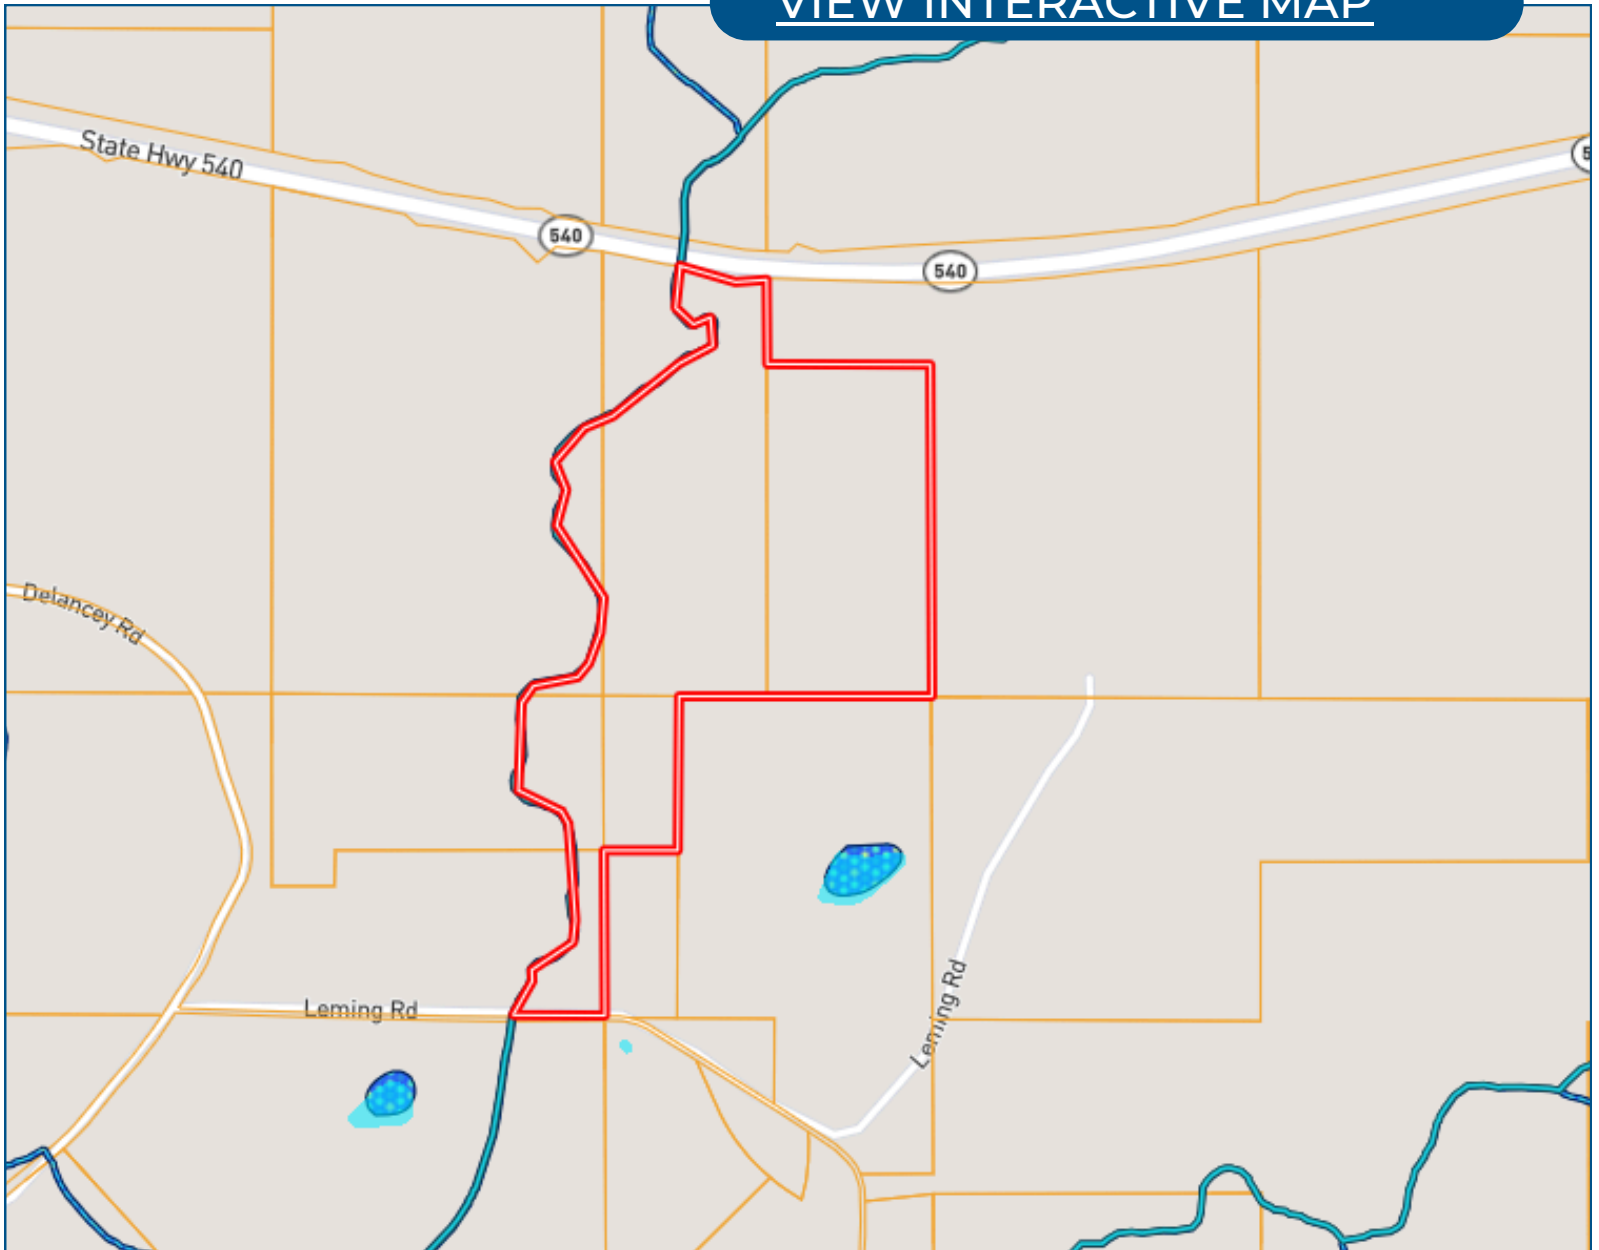 VIEW INTERACTIVE MAP
State Hwy 540
540
540
Delancey Rd
Leming Rd
Leming Rd